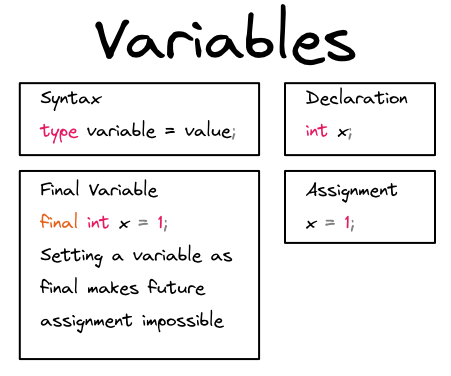 Variables
Syntax
type variable = value;
Declaration
int x;
Final Variable
final int x = 1;
Setting a variable as
final makes future
assignment impossible
Assignment
x = 1;